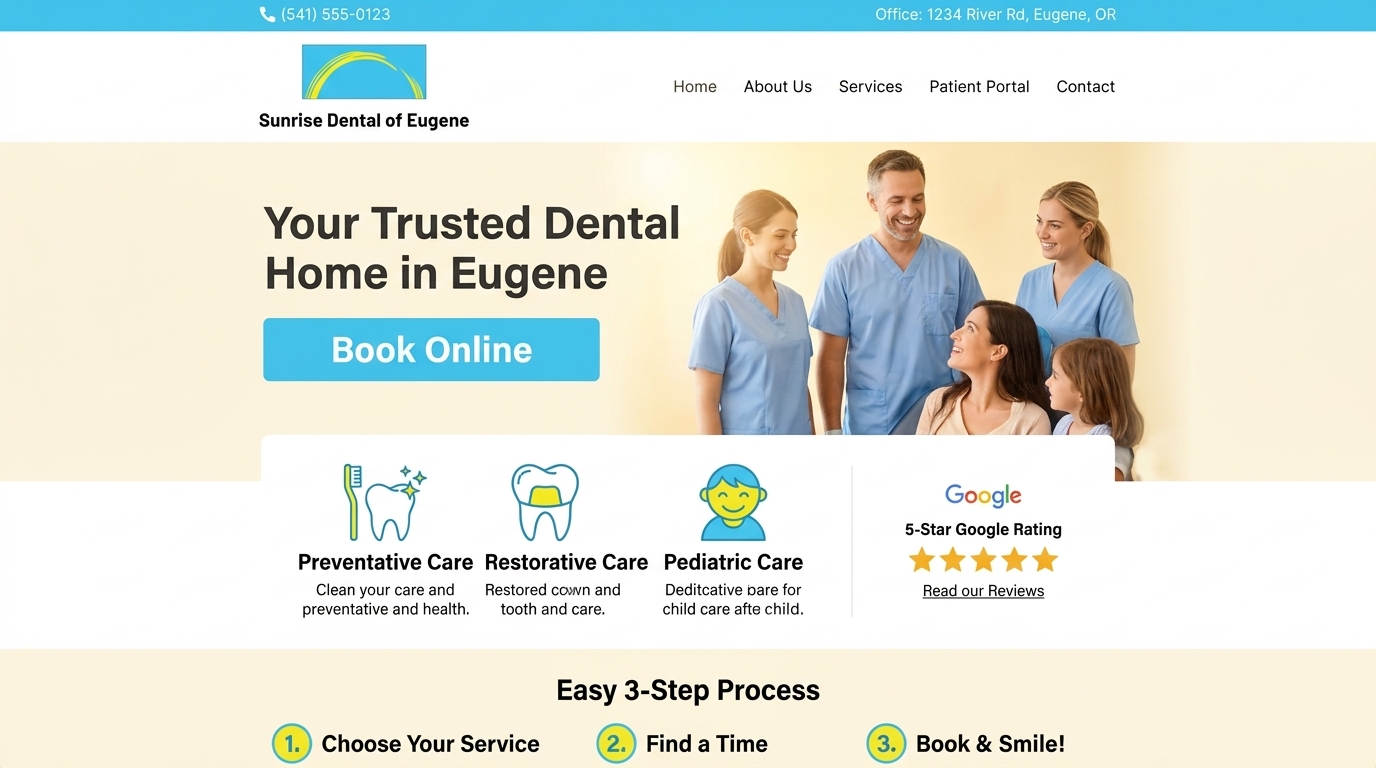 (541) 555-0123
Office: 1234 River Rd, Eugene, OR
Sunrise Dental of Eugene
Home
About Us
Services
Patient Portal
Contact
Your Trusted Dental
Home in Eugene
Book Online
Preventative Care
Clean your care and
preventative and health.
Restorative Care
Restored and
tooth and care.
Pediatric Care
for
child care afte child.
Google
5-Star Google Rating
Read our Reviews
Easy 3-Step Process
1. Choose Your Service
2. Find a Time
3. Book & Smile!